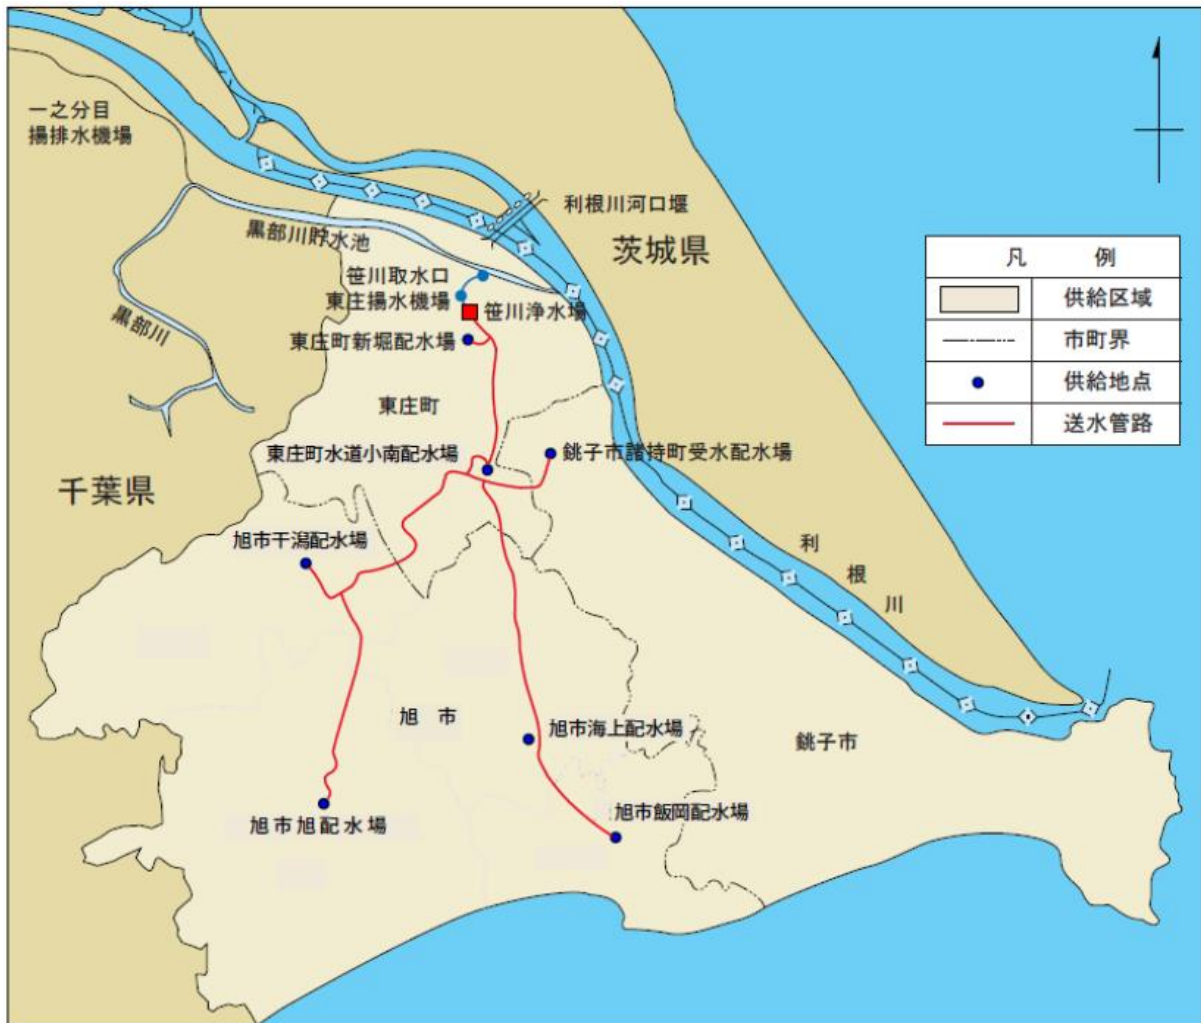 一之分目
揚排水機場
利根川河口堰
黒部川貯水池
茨城県
笹川取水口
東庄揚水機場
笹川浄水場
黒部川
東庄町新堀配水場
東庄町
東庄町水道小南配水場
銚子市諸持町受水配水場
千葉県
旭市干潟配水場
利根川
旭 市
旭市海上配水場
銚子市
旭市飯岡配水場
旭市旭配水場
凡 例
供給区域
市町界
供給地点
送水管路